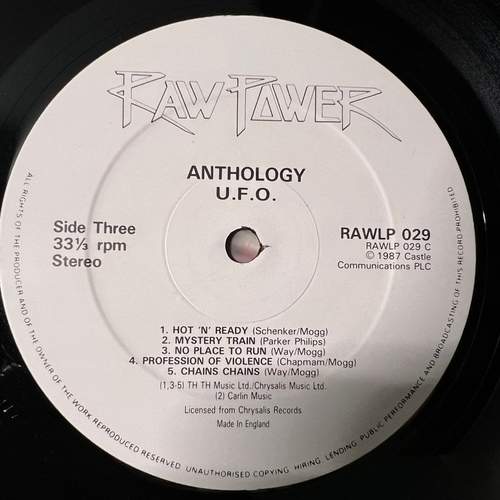 RAW POWER
ANTHOLOGY
U.F.O.
Side Three
33⅓ rpm
Stereo
RAWLP 029
RAWLP 029 C
© 1987 Castle
Communications PLC
1. HOT 'N' READY (Schenker/Mogg)
2. MYSTERY TRAIN (Parker Philips)
3. NO PLACE TO RUN (Way/Mogg)
4. PROFESSION OF VIOLENCE (Chapmam/Mogg)
5. CHAINS CHAINS (Way/Mogg)
(1,3-5) TH TH Music Ltd./Chrysalis Music Ltd.
(2) Carlin Music
Licensed from Chrysalis Records
Made In England
ALL RIGHTS OF THE PRODUCER AND OF THE OWNER OF THE WORK REPRODUCED RESERVED UNAUTHORISED COPYING, HIRING, LENDING, PUBLIC PERFORMANCE AND BROADCASTING OF THIS RECORD PROHIBITED